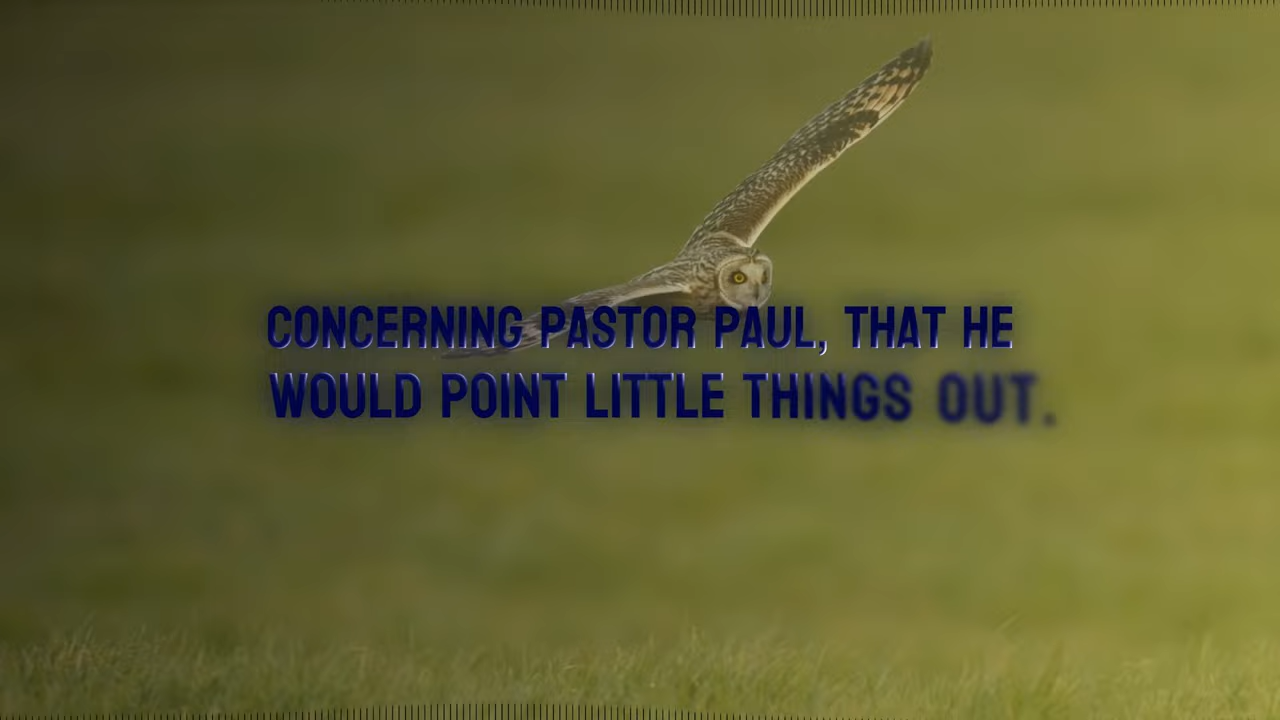 CONCERNING PASTOR PAUL, THAT HE
WOULD POINT LITTLE THINGS OUT.